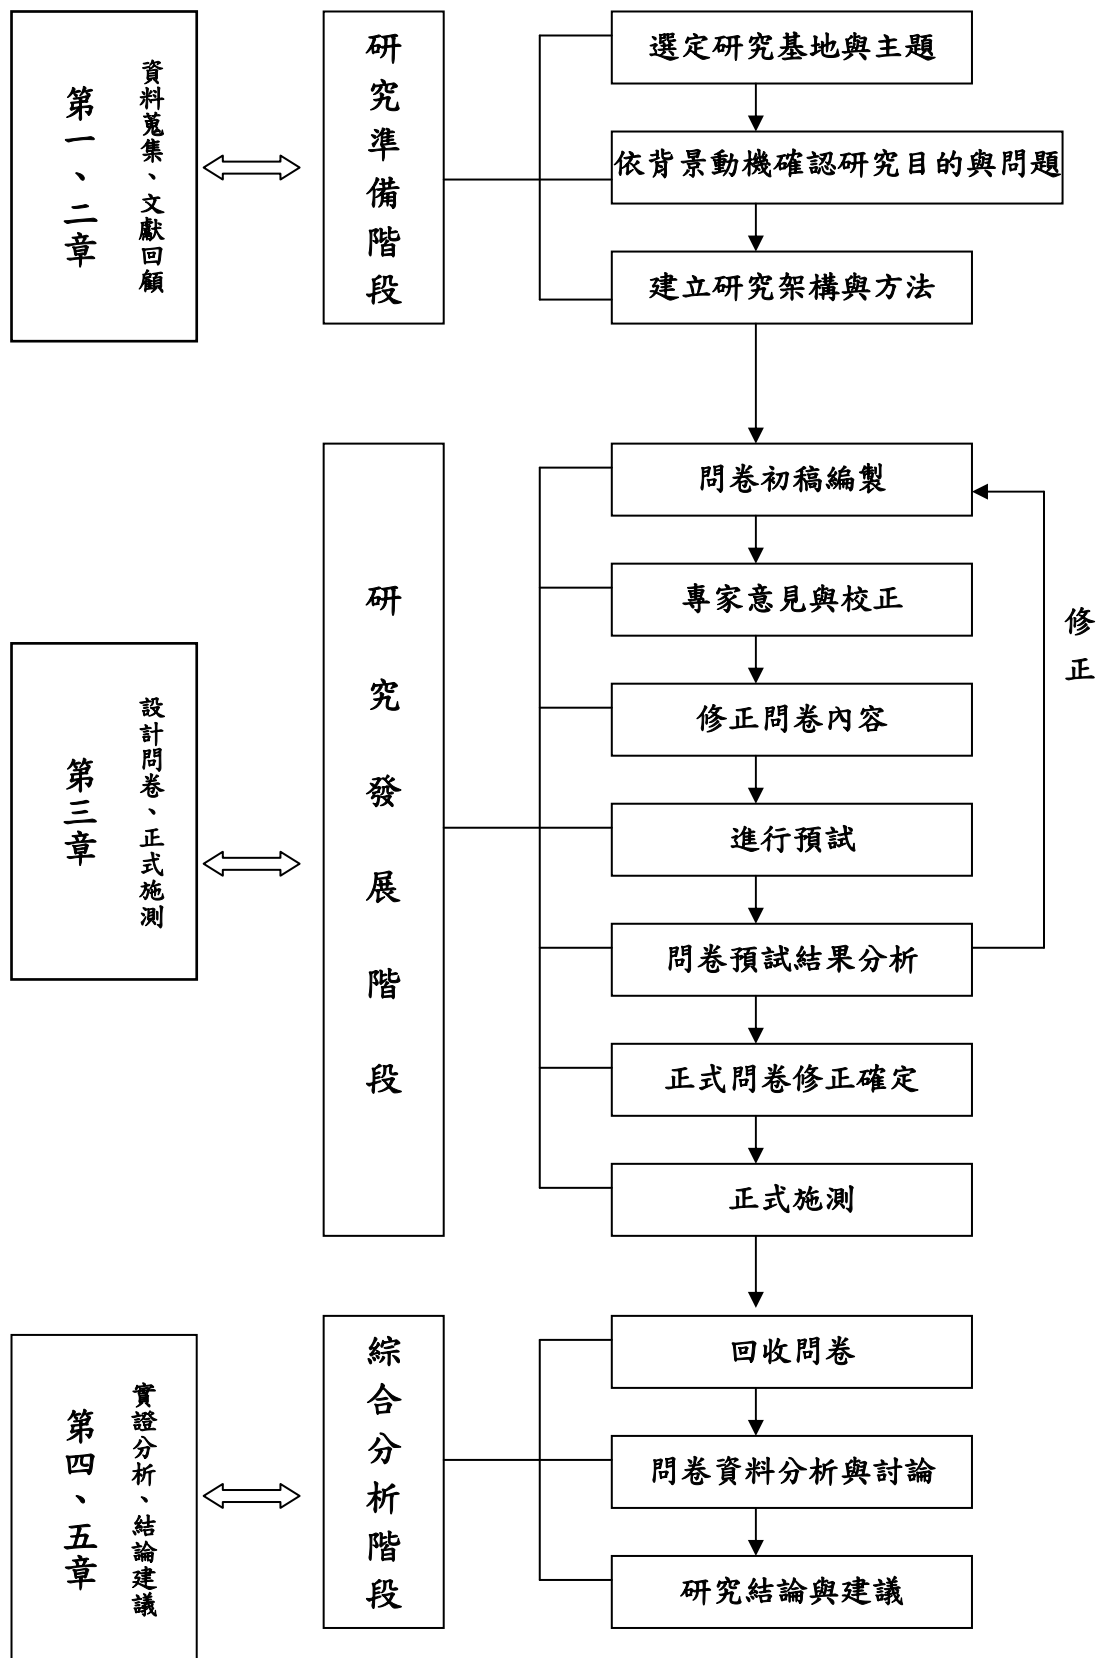 資料蒐集、文獻回顧
第一、二章
研究準備階段
選定研究基地與主題
依背景動機確認研究目的與問題
建立研究架構與方法
設計問卷、正式施測
第三章
研究發展階段
問卷初稿編製
專家意見與校正
修正問卷內容
進行預試
問卷預試結果分析
正式問卷修正確定
正式施測
修正
實證分析、結論建議
第四、五章
綜合分析階段
回收問卷
問卷資料分析與討論
研究結論與建議